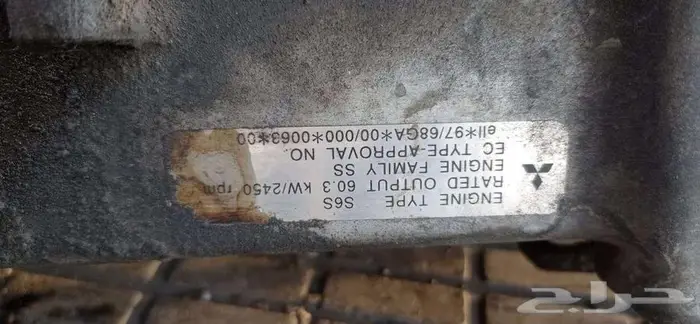 ENGINE TYPE S6S
RATED OUTPUT 60.3 kW/2450 rpm
ENGINE FAMILY SS
EC TYPE-APPROVAL NO.
ell*97/68GA*00/000*0063*00
حراج